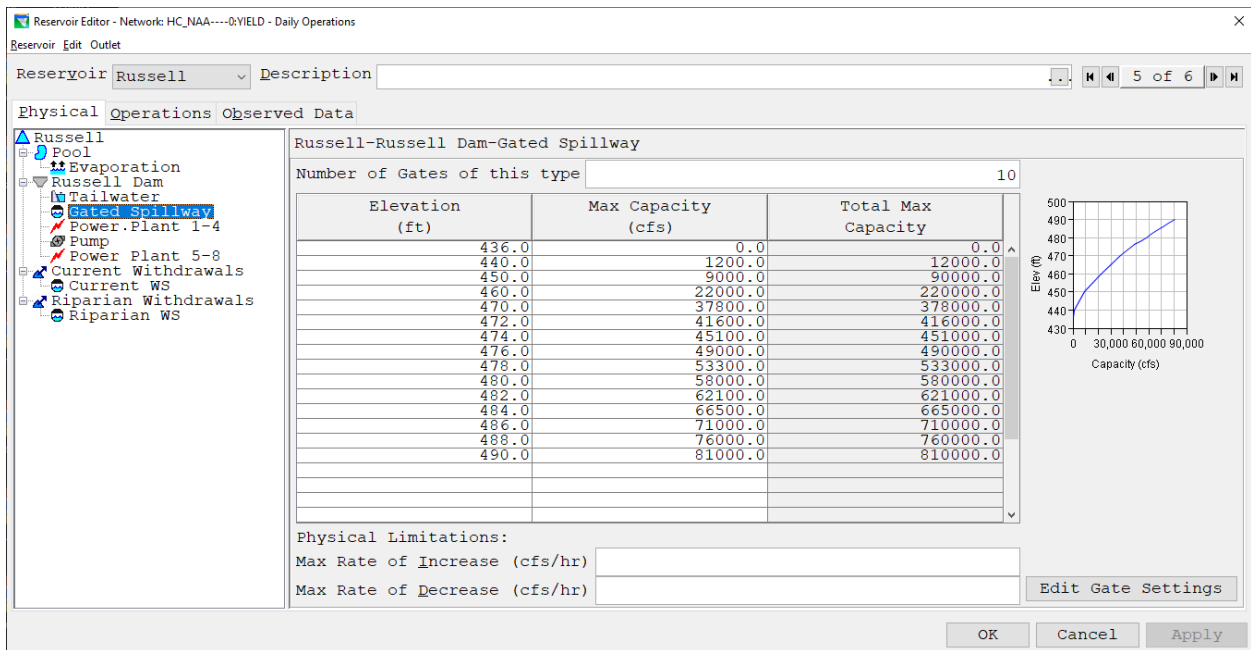 Reservoir Editor - Network: HC_NAA----0:YIELD - Daily Operations
Reservoir Edit Outlet
Reservoir Russell Description ... 5 of 6
Physical Operations Observed Data
Russell
Pool
Evaporation
Russell Dam
Tailwater
Gated Spillway
Power.Plant 1-4
Pump
Power Plant 5-8
Current Withdrawals
Current WS
Riparian Withdrawals
Riparian WS
Russell-Russell Dam-Gated Spillway
Number of Gates of this type 10
Elevation Max Capacity Total Max
(ft) (cfs) Capacity
436.0 0.0 0.0
440.0 1200.0 12000.0
450.0 9000.0 90000.0
460.0 22000.0 220000.0
470.0 37800.0 378000.0
472.0 41600.0 416000.0
474.0 45100.0 451000.0
476.0 49000.0 490000.0
478.0 53300.0 533000.0
480.0 58000.0 580000.0
482.0 62100.0 621000.0
484.0 66500.0 665000.0
486.0 71000.0 710000.0
488.0 76000.0 760000.0
490.0 81000.0 810000.0
500
490
480
470
460
450
440
430
Elev (ft)
0 30,000 60,000 90,000
Capacity (cfs)
Physical Limitations:
Max Rate of Increase (cfs/hr)
Max Rate of Decrease (cfs/hr)
Edit Gate Settings
OK Cancel Apply